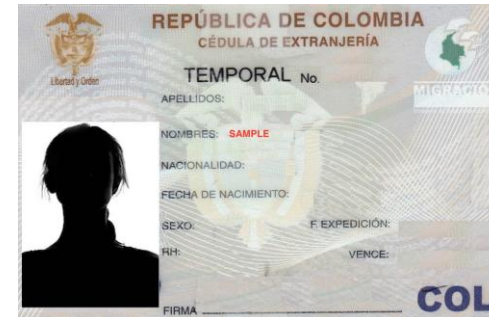 REPÚBLICA DE COLOMBIA
CÉDULA DE EXTRANJERÍA
Libertad y Orden
TEMPORAL No.
MIGRACIÓ
APELLIDOS:
NOMBRES: SAMPLE
NACIONALIDAD:
FECHA DE NACIMIENTO:
SEXO: F. EXPEDICIÓN:
RH: VENCE:
COL
FIRMA